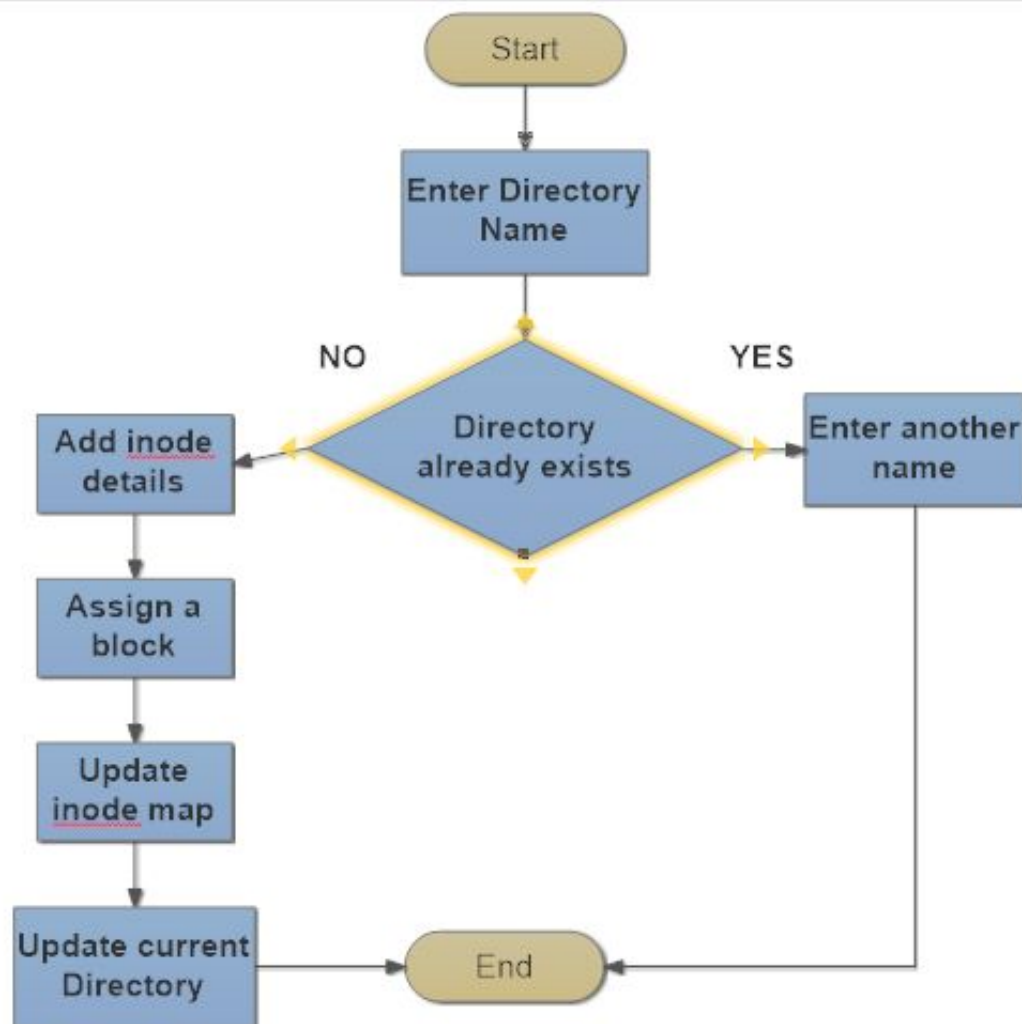 Start
Enter Directory
Name
NO
YES
Directory
already exists
Add inode
details
Enter another
name
Assign a
block
Update
inode map
Update current
Directory
End